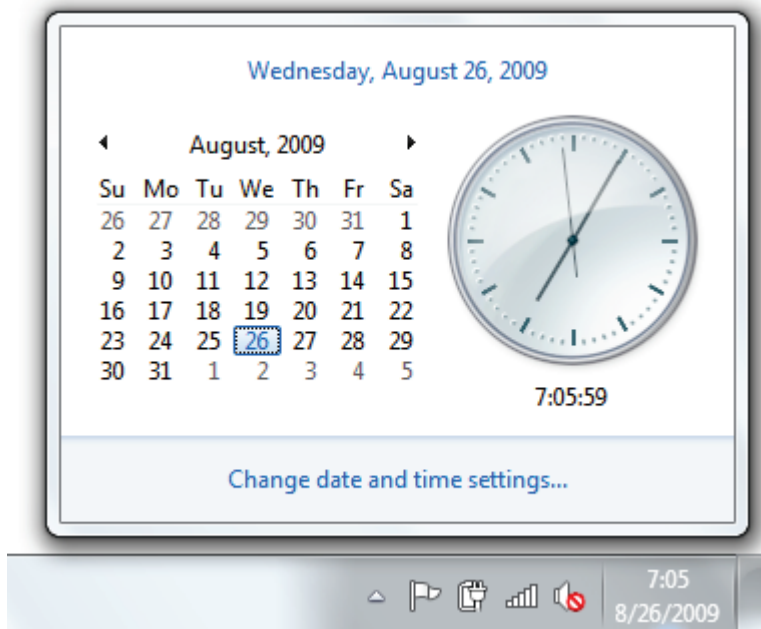 Wednesday, August 26, 2009
August, 2009
Su Mo Tu We Th Fr Sa
26 27 28 29 30 31 1
2 3 4 5 6 7 8
9 10 11 12 13 14 15
16 17 18 19 20 21 22
23 24 25 26 27 28 29
30 31 1 2 3 4 5
7:05:59
Change date and time settings...
7:05
8/26/2009